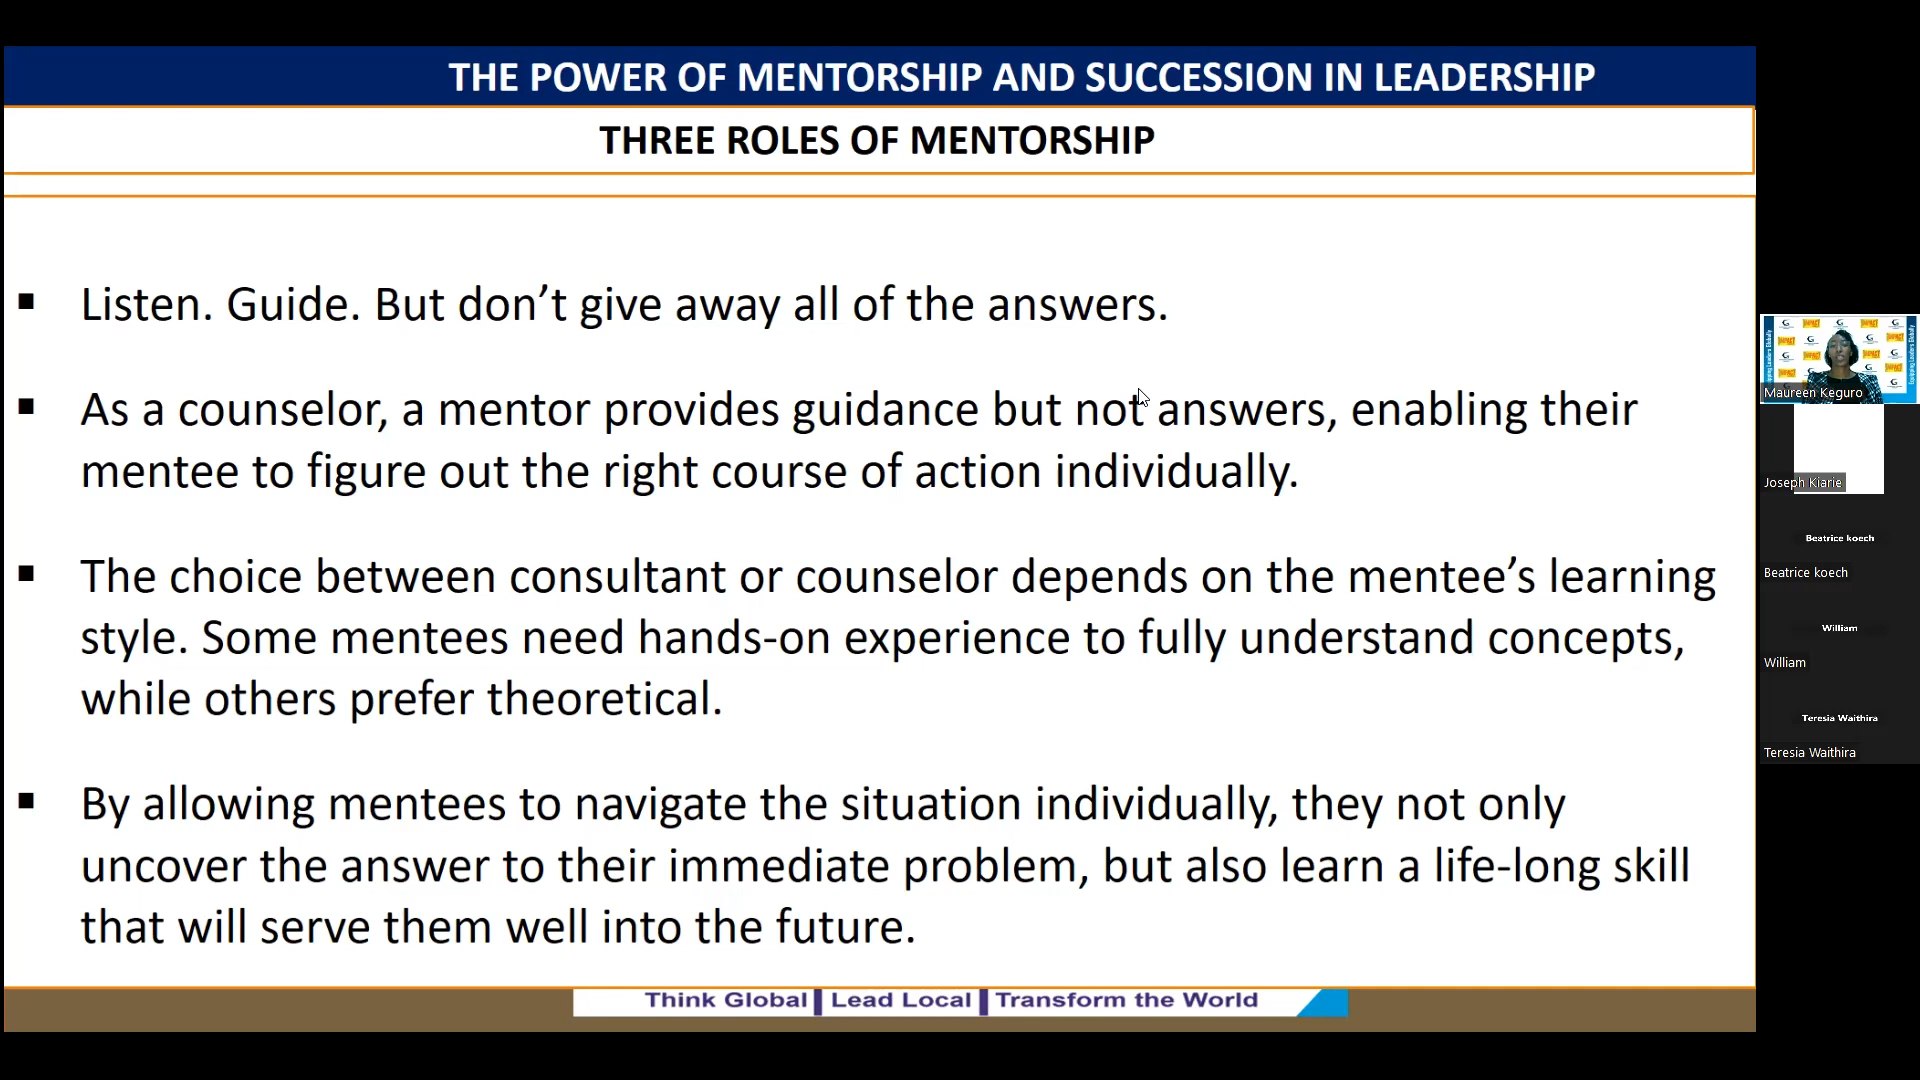 THE POWER OF MENTORSHIP AND SUCCESSION IN LEADERSHIP
THREE ROLES OF MENTORSHIP
▪ Listen. Guide. But don’t give away all of the answers.
▪ As a counselor, a mentor provides guidance but not answers, enabling their
mentee to figure out the right course of action individually.
▪ The choice between consultant or counselor depends on the mentee’s learning
style. Some mentees need hands-on experience to fully understand concepts,
while others prefer theoretical.
▪ By allowing mentees to navigate the situation individually, they not only
uncover the answer to their immediate problem, but also learn a life-long skill
that will serve them well into the future.
Think Global Lead Local Transform the World
Maureen Keguro
Joseph Kiarie
Beatrice koech
Beatrice koech
William
William
Teresia Waithira
Teresia Waithira